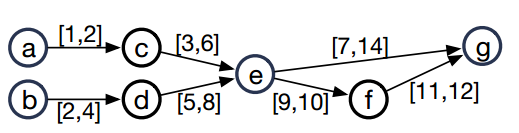 a [1,2] c [3,6] e [7,14] g
b [2,4] d [5,8] [9,10] f [11,12]